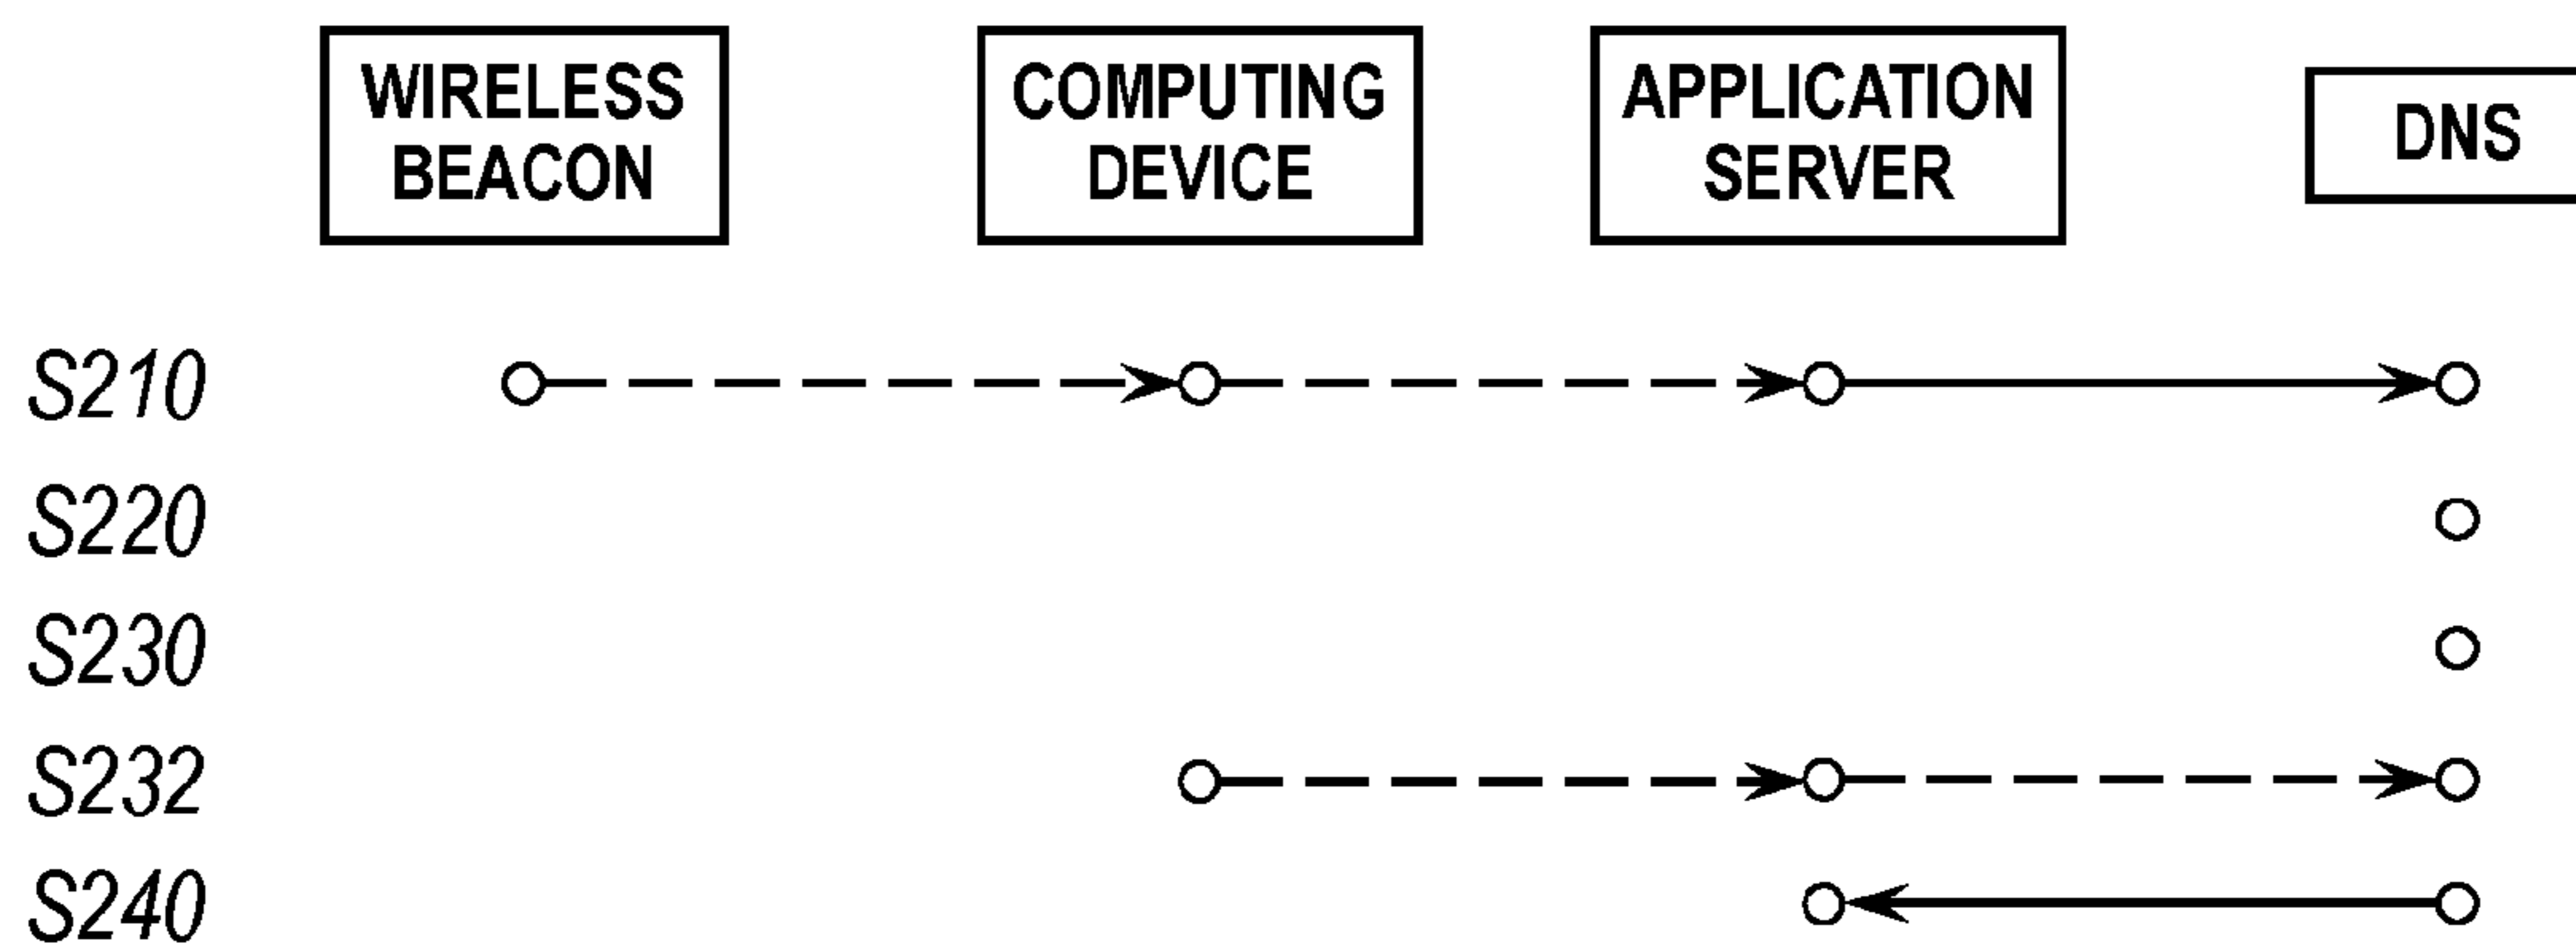 WIRELESS
BEACON
COMPUTING
DEVICE
APPLICATION
SERVER
DNS
S210
S220
S230
S232
S240